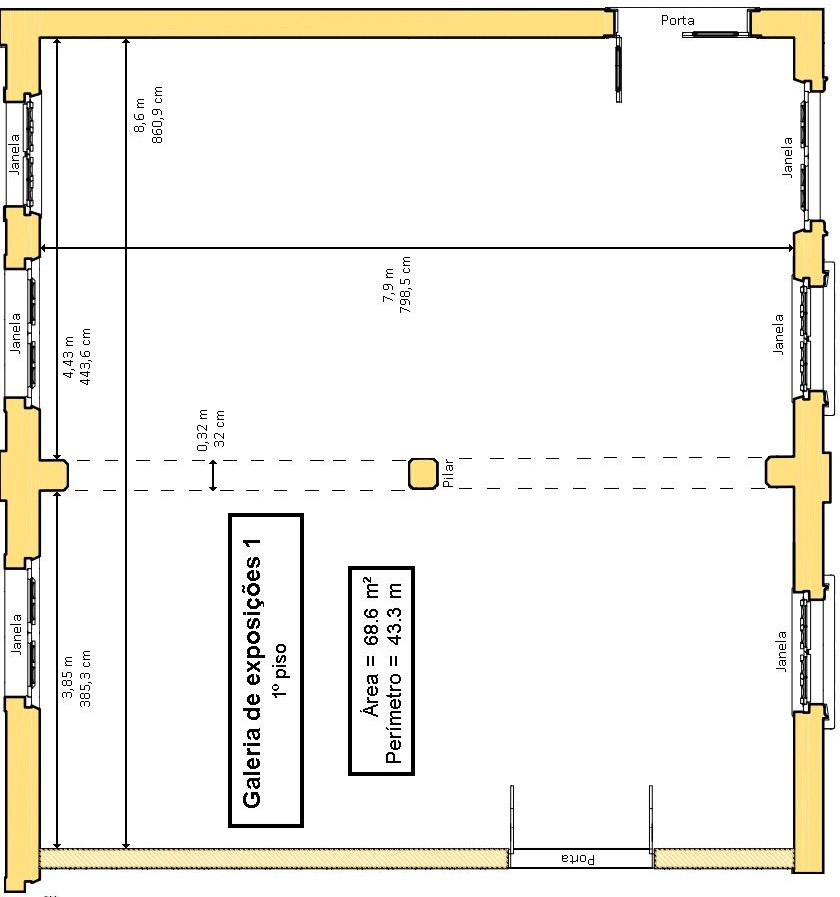 Porta
8,6 m
860,9 cm
Janela
Janela
7,9 m
798,5 cm
Janela
Janela
4,43 m
443,6 cm
0,32 m
32 cm
Pilar
Galeria de exposições 1
1º piso
Área = 68.6 m²
Perímetro = 43.3 m
Janela
Janela
3,85 m
385,3 cm
Porta